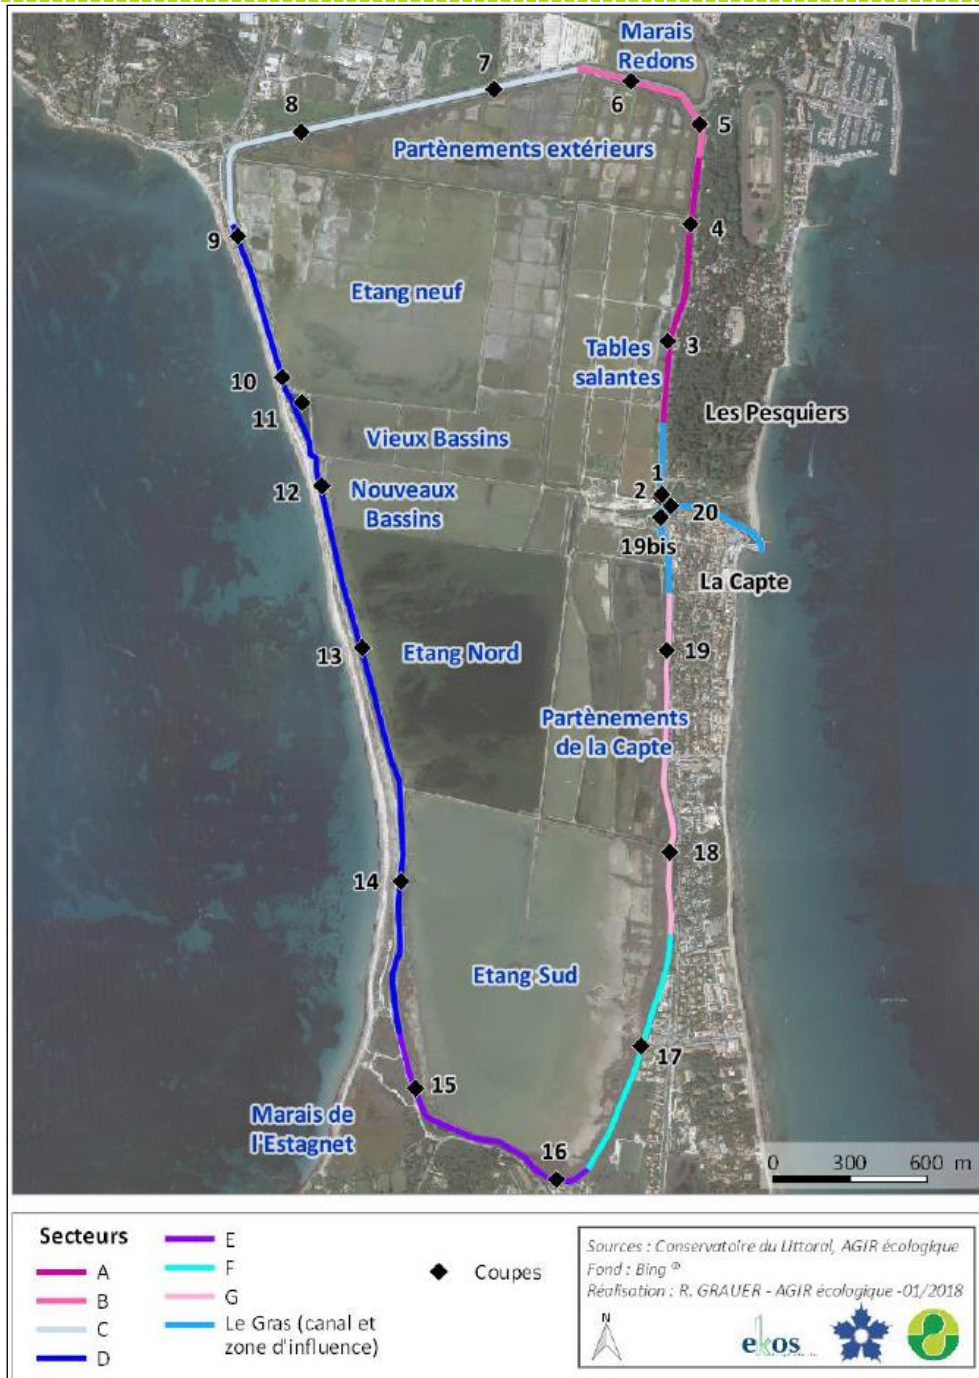 Marais
Redons
7
6
8
5
Partènements extérieurs
4
9
Etang neuf
3
Tables
salantes
10
11
Les Pesquiers
Vieux Bassins
1
2
12
Nouveaux
Bassins
20
19bis
La Capte
13
Etang Nord
19
Partènements
de la Capte
18
14
Etang Sud
17
15
Marais de
l'Estagnet
16
0 300 600 m
Secteurs
A
B
C
D
E
F
G
Le Gras (canal et
zone d'influence)
Coupes
Sources : Conservatoire du Littoral, AGIR écologique
Fond : Bing ®
Réalisation : R. GRAUER - AGIR écologique -01/2018
N
ekos